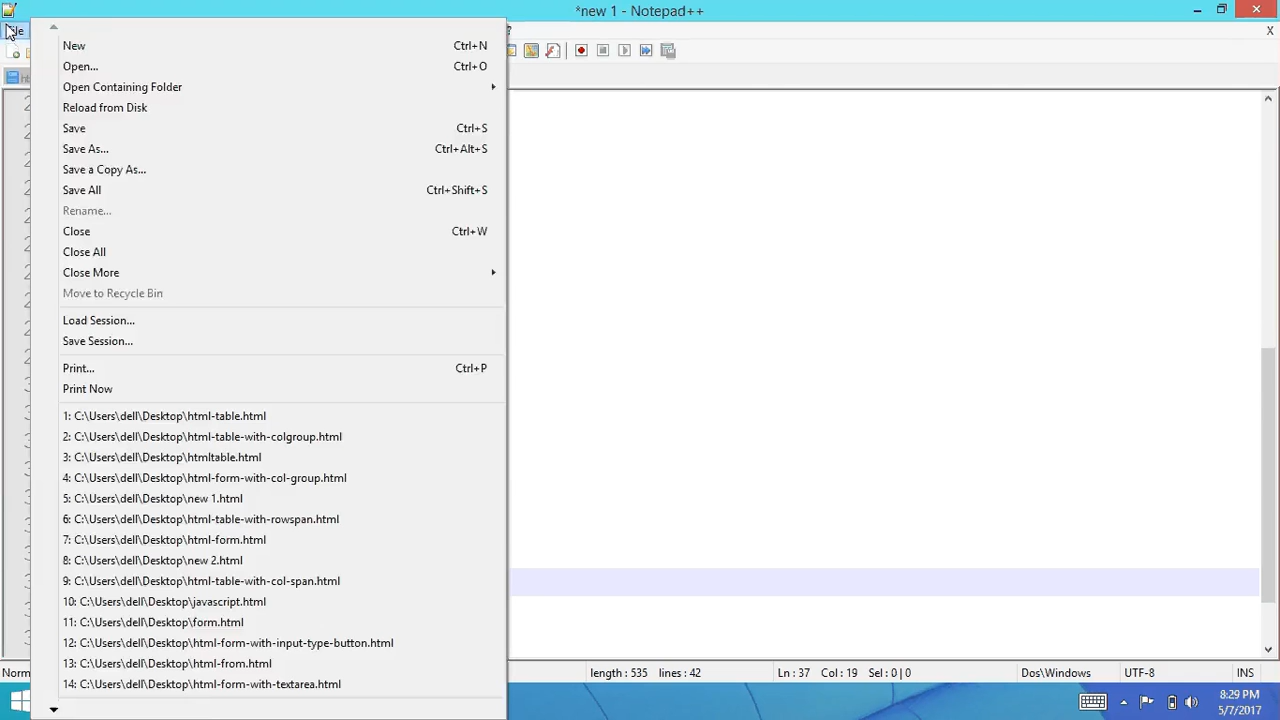 *new 1 - Notepad++
X
New Ctrl+N
Open... Ctrl+O
Open Containing Folder
Reload from Disk
Save Ctrl+S
Save As... Ctrl+Alt+S
Save a Copy As...
Save All Ctrl+Shift+S
Rename...
Close Ctrl+W
Close All
Close More
Move to Recycle Bin
Load Session...
Save Session...
Print... Ctrl+P
Print Now
1: C:\Users\dell\Desktop\html-table.html
2: C:\Users\dell\Desktop\html-table-with-colgroup.html
3: C:\Users\dell\Desktop\htmltable.html
4: C:\Users\dell\Desktop\html-form-with-col-group.html
5: C:\Users\dell\Desktop\new 1.html
6: C:\Users\dell\Desktop\html-table-with-rowspan.html
7: C:\Users\dell\Desktop\html-form.html
8: C:\Users\dell\Desktop\new 2.html
9: C:\Users\dell\Desktop\html-table-with-col-span.html
10: C:\Users\dell\Desktop\javascript.html
11: C:\Users\dell\Desktop\form.html
12: C:\Users\dell\Desktop\html-form-with-input-type-button.html
13: C:\Users\dell\Desktop\html-from.html
14: C:\Users\dell\Desktop\html-form-with-textarea.html
Norm length : 535 lines : 42 Ln : 37 Col : 19 Sel : 0 | 0 Dos\Windows UTF-8 INS
8:29 PM
5/7/2017